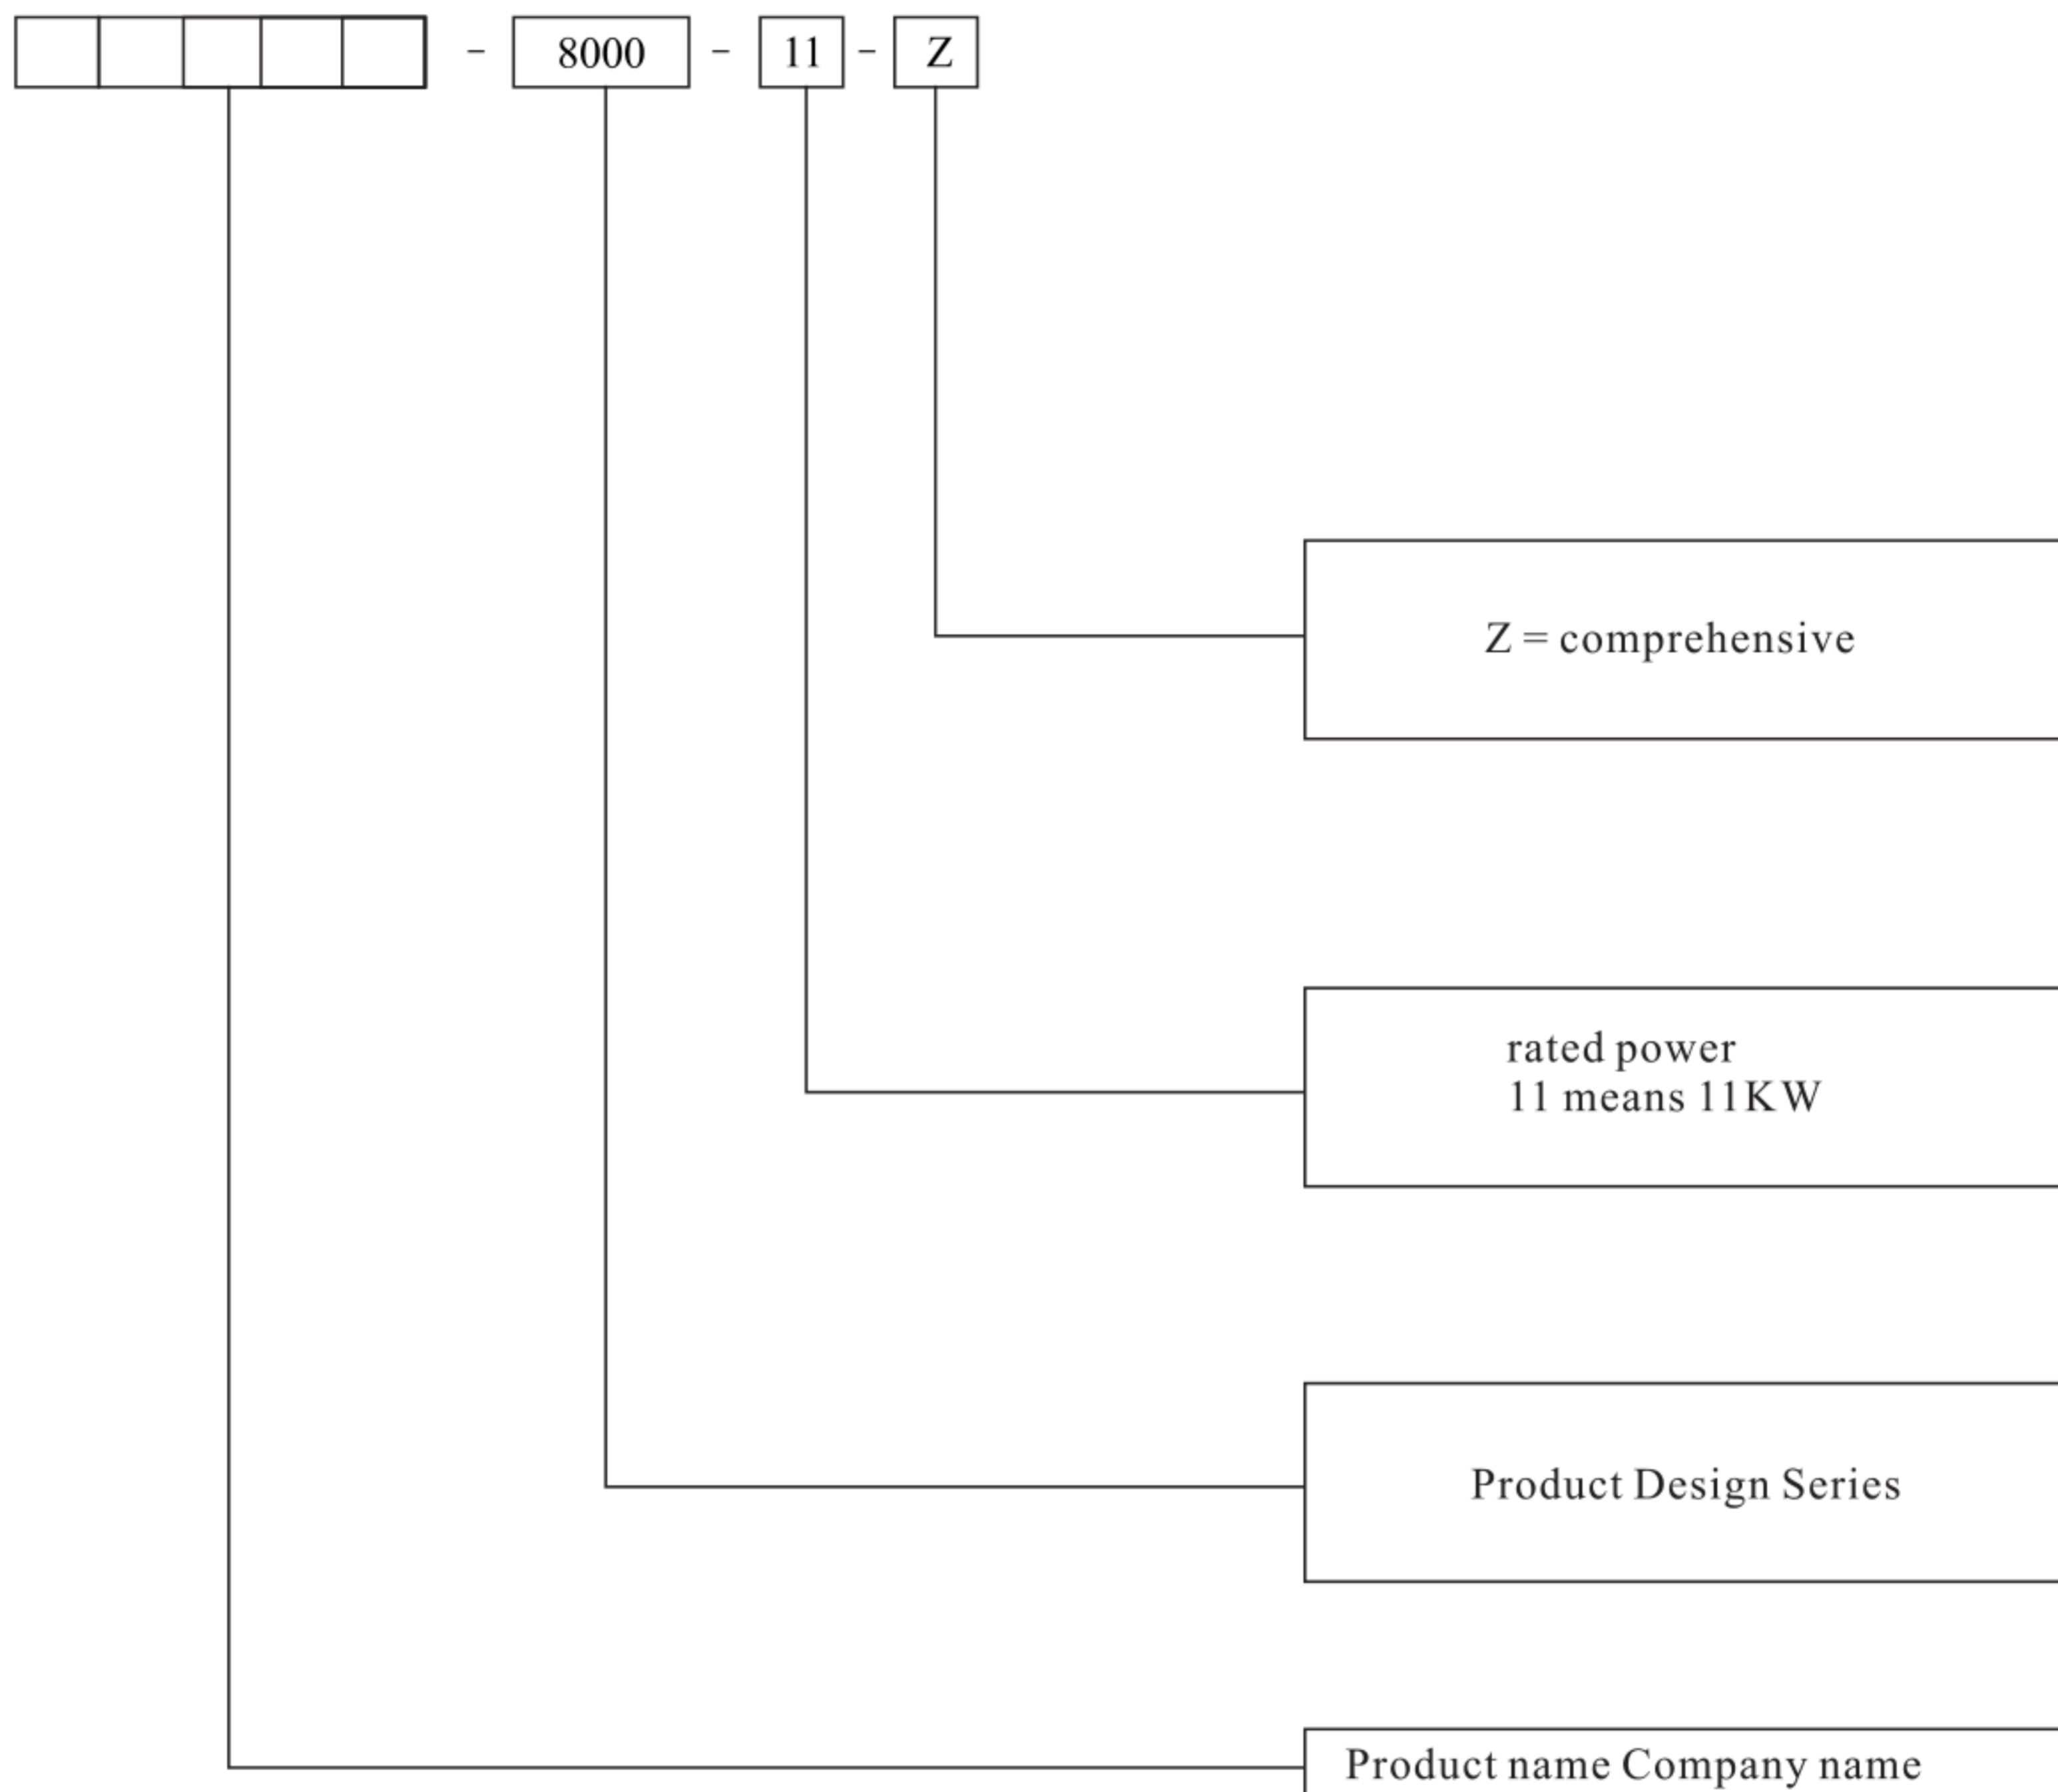 - 8000 - 11 - Z
Z = comprehensive
rated power
11 means 11KW
Product Design Series
Product name Company name